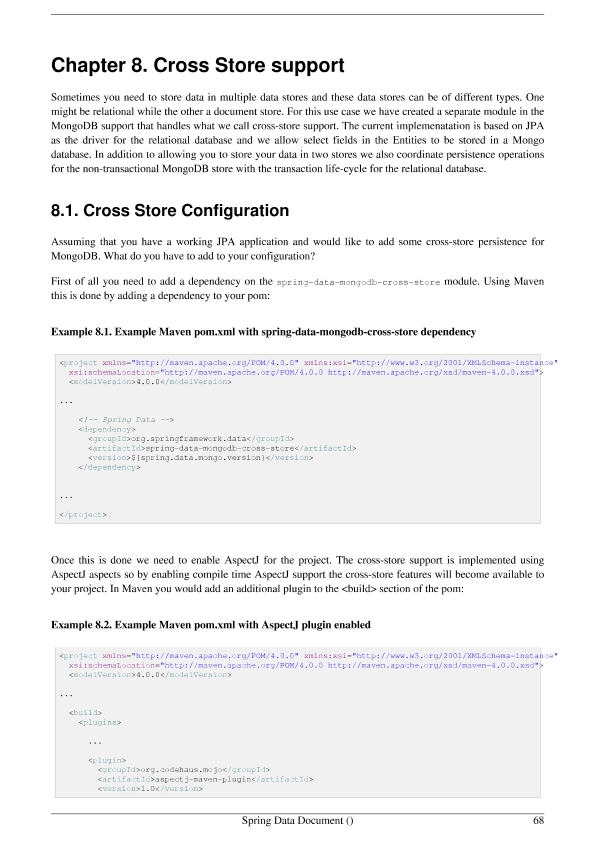 Chapter 8. Cross Store support
Sometimes you need to store data in multiple data stores and these data stores can be of different types. One
might be relational while the other a document store. For this use case we have created a separate module in the
MongoDB support that handles what we call cross-store support. The current implemenatation is based on JPA
as the driver for the relational database and we allow select fields in the Entities to be stored in a Mongo
database. In addition to allowing you to store your data in two stores we also coordinate persistence operations
for the non-transactional MongoDB store with the transaction life-cycle for the relational database.
8.1. Cross Store Configuration
Assuming that you have a working JPA application and would like to add some cross-store persistence for
MongoDB. What do you have to add to your configuration?
First of all you need to add a dependency on the spring-data-mongodb-cross-store module. Using Maven
this is done by adding a dependency to your pom:
Example 8.1. Example Maven pom.xml with spring-data-mongodb-cross-store dependency
<project xmlns="http://maven.apache.org/POM/4.0.0" xmlns:xsi="http://www.w3.org/2001/XMLSchema-instance"
  xsi:schemaLocation="http://maven.apache.org/POM/4.0.0 http://maven.apache.org/xsd/maven-4.0.0.xsd">
  <modelVersion>4.0.0</modelVersion>
...
    <!-- Spring Data -->
    <dependency>
      <groupId>org.springframework.data</groupId>
      <artifactId>spring-data-mongodb-cross-store</artifactId>
      <version>${spring.data.mongo.version}</version>
    </dependency>
...
</project>
Once this is done we need to enable AspectJ for the project. The cross-store support is implemented using
AspectJ aspects so by enabling compile time AspectJ support the cross-store features will become available to
your project. In Maven you would add an additional plugin to the <build> section of the pom:
Example 8.2. Example Maven pom.xml with AspectJ plugin enabled
<project xmlns="http://maven.apache.org/POM/4.0.0" xmlns:xsi="http://www.w3.org/2001/XMLSchema-instance"
  xsi:schemaLocation="http://maven.apache.org/POM/4.0.0 http://maven.apache.org/xsd/maven-4.0.0.xsd">
  <modelVersion>4.0.0</modelVersion>
...
  <build>
    <plugins>
      ...
      <plugin>
        <groupId>org.codehaus.mojo</groupId>
        <artifactId>aspectj-maven-plugin</artifactId>
        <version>1.0</version>
Spring Data Document () 68